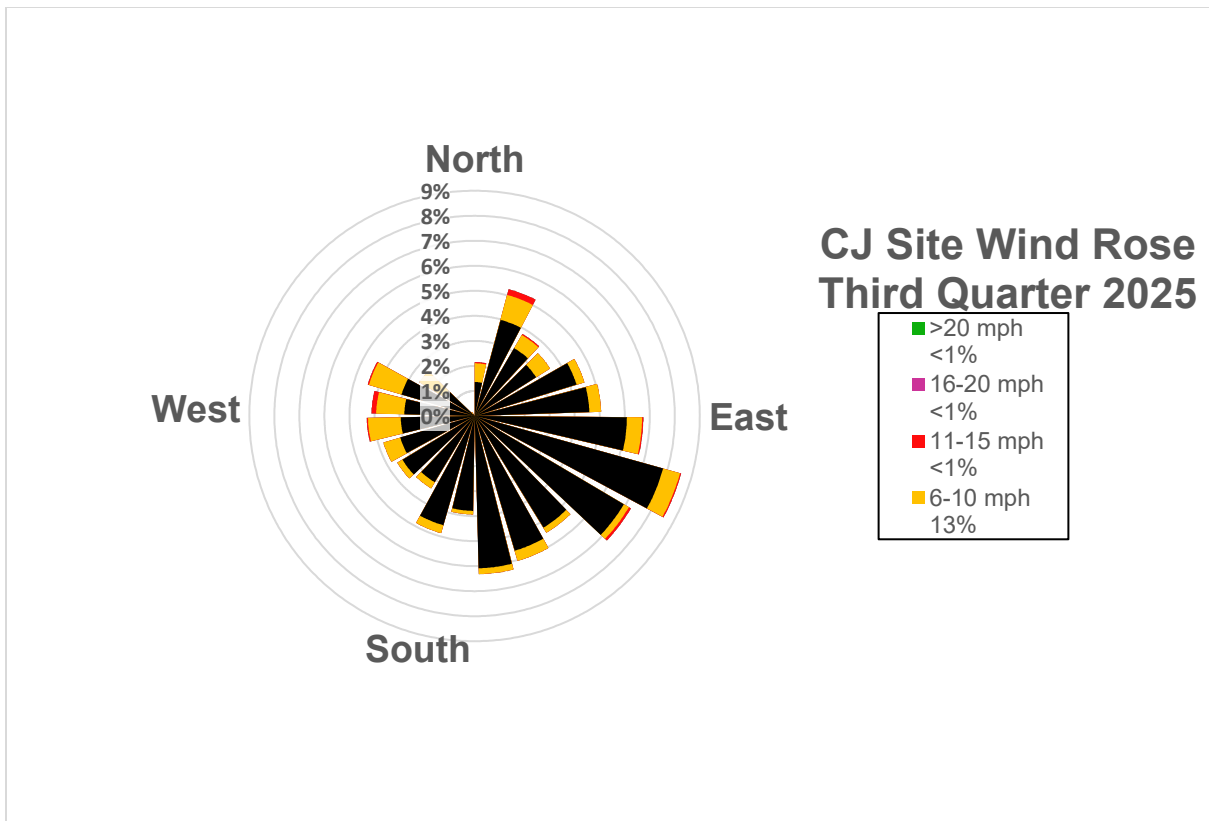 North
9%
8%
7%
6%
5%
4%
3%
2%
1%
0%
West
East
South
CJ Site Wind Rose
Third Quarter 2025
>20 mph
<1%
16-20 mph
<1%
11-15 mph
<1%
6-10 mph
13%